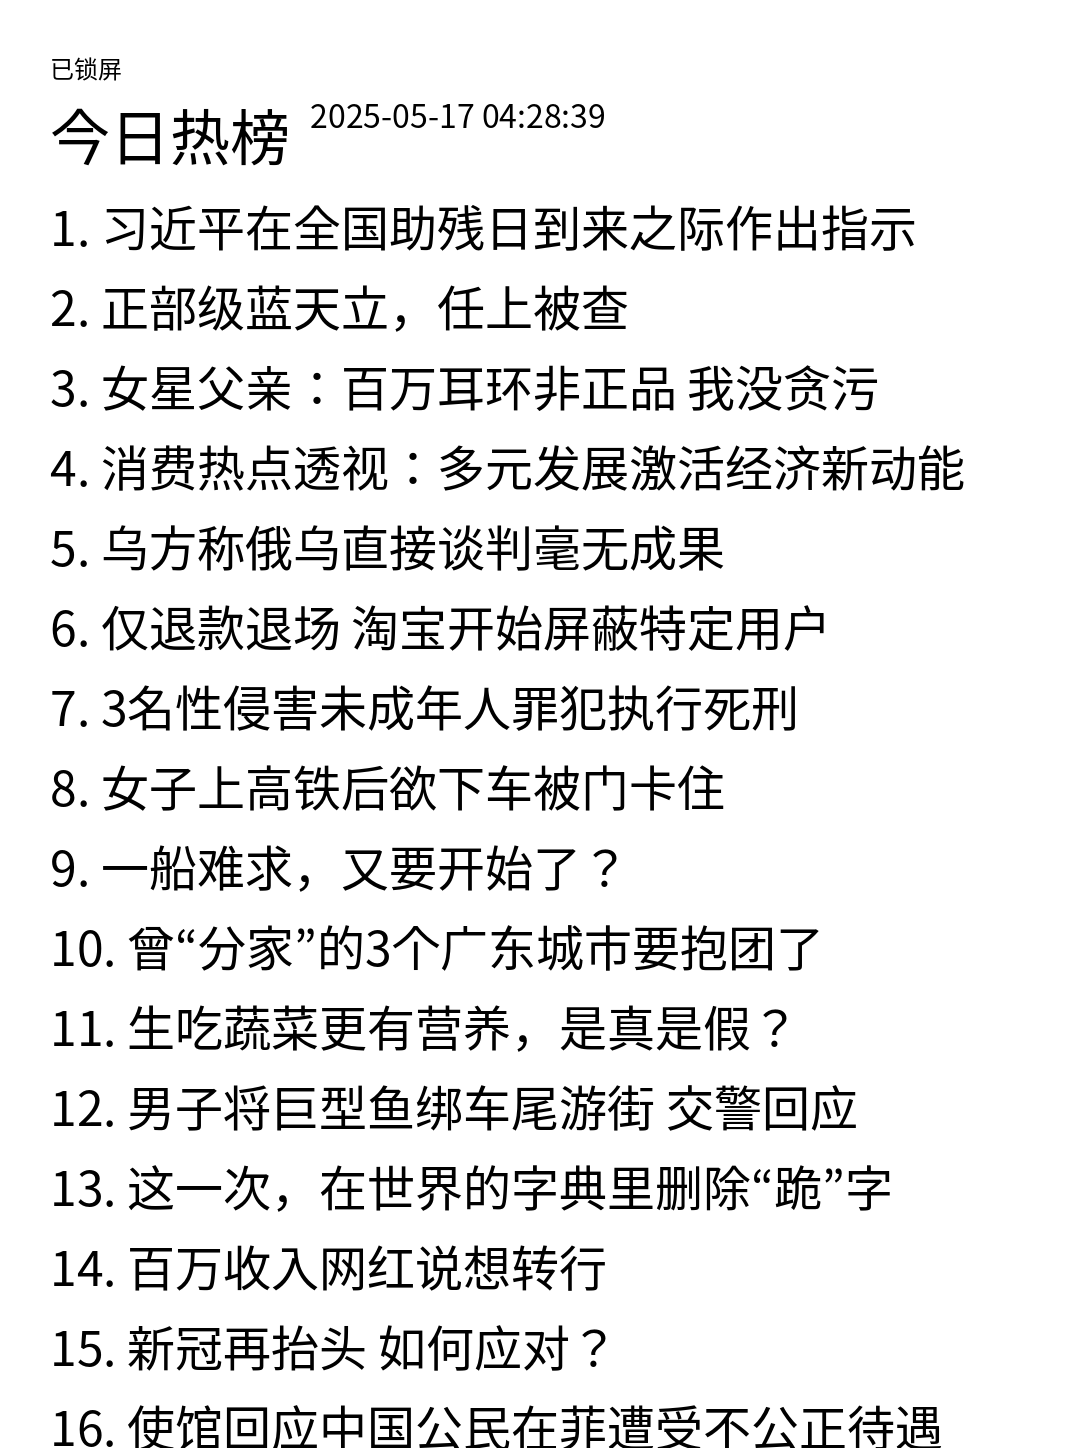 已锁屏
今日热榜 2025-05-17 04:28:39
1. 习近平在全国助残日到来之际作出指示
2. 正部级蓝天立，任上被查
3. 女星父亲：百万耳环非正品 我没贪污
4. 消费热点透视：多元发展激活经济新动能
5. 乌方称俄乌直接谈判毫无成果
6. 仅退款退场 淘宝开始屏蔽特定用户
7. 3名性侵害未成年人罪犯执行死刑
8. 女子上高铁后欲下车被门卡住
9. 一船难求，又要开始了？
10. 曾“分家”的3个广东城市要抱团了
11. 生吃蔬菜更有营养，是真是假？
12. 男子将巨型鱼绑车尾游街 交警回应
13. 这一次，在世界的字典里删除“跪”字
14. 百万收入网红说想转行
15. 新冠再抬头 如何应对？
16. 使馆回应中国公民在菲遭受不公正待遇